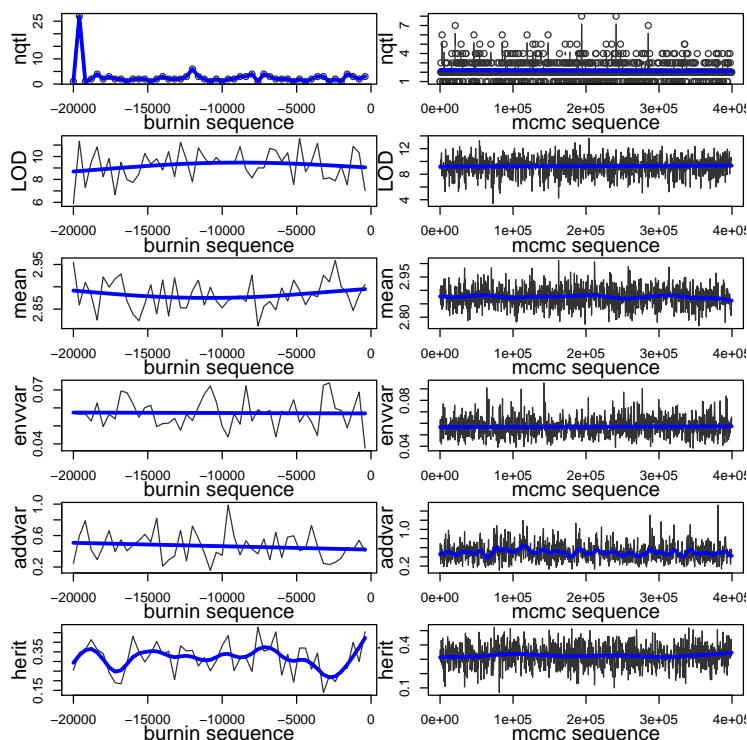 nqtl
0 10 25
−20000 −15000 −10000 −5000 0
burnin sequence
nqtl
1 4 7
0e+00 1e+05 2e+05 3e+05 4e+05
mcmc sequence
LOD
6 8 10
−20000 −15000 −10000 −5000 0
burnin sequence
LOD
4 8 12
0e+00 1e+05 2e+05 3e+05 4e+05
mcmc sequence
mean
2.85 2.95
−20000 −15000 −10000 −5000 0
burnin sequence
mean
2.80 2.95
0e+00 1e+05 2e+05 3e+05 4e+05
mcmc sequence
envvar
0.04 0.07
−20000 −15000 −10000 −5000 0
burnin sequence
envvar
0.04 0.08
0e+00 1e+05 2e+05 3e+05 4e+05
mcmc sequence
addvar
0.2 0.6 1.0
−20000 −15000 −10000 −5000 0
burnin sequence
addvar
0.2 1.0
0e+00 1e+05 2e+05 3e+05 4e+05
mcmc sequence
herit
0.15 0.35
−20000 −15000 −10000 −5000 0
burnin sequence
herit
0.1 0.4
0e+00 1e+05 2e+05 3e+05 4e+05
mcmc sequence